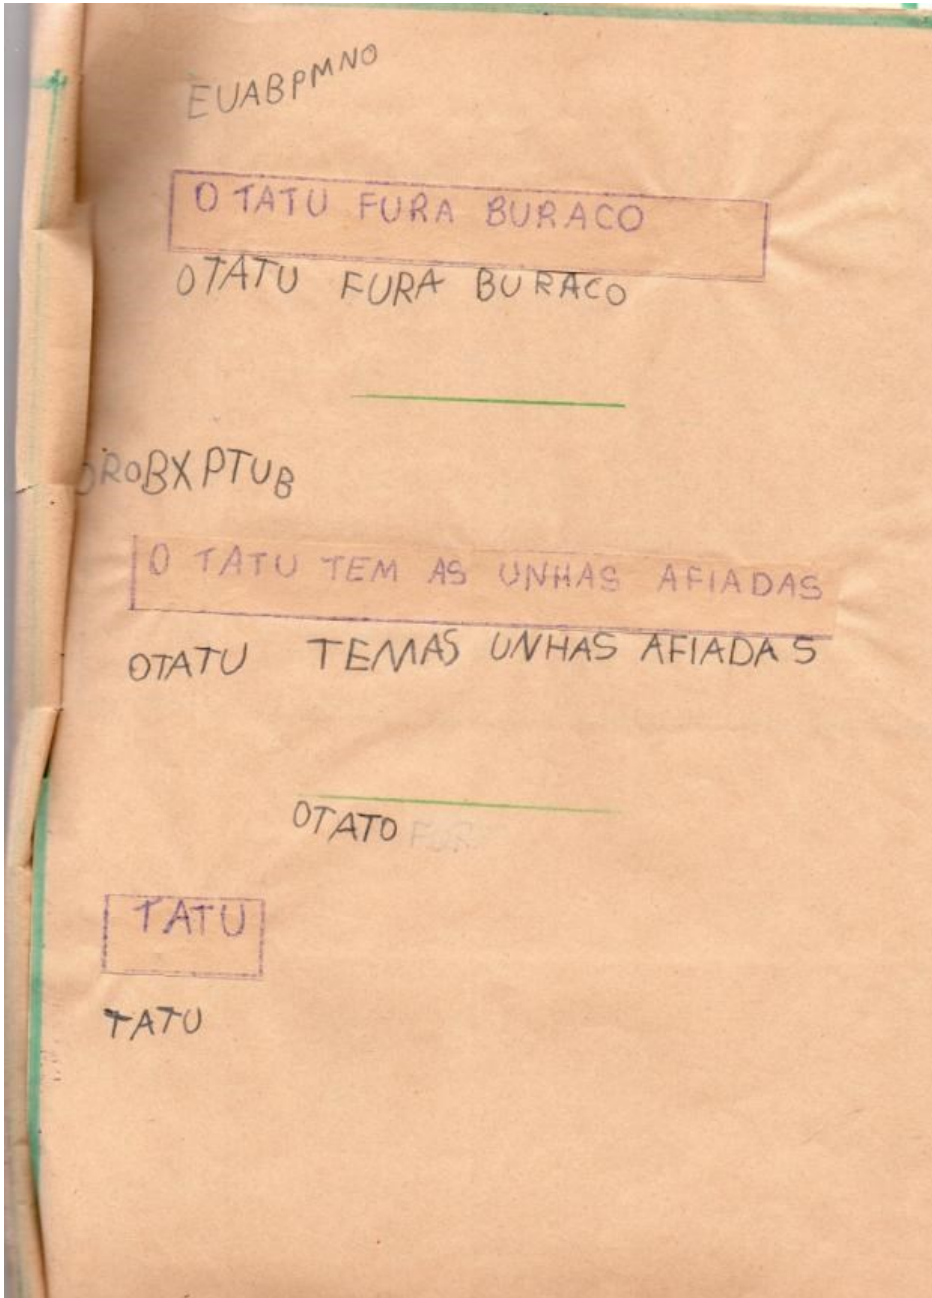 EUABPMNO
O TATU FURA BURACO
OTATU FURA BURACO
OROBXPTUB
O TATU TEM AS UNHAS AFIADAS
OTATU TEMAS UNHAS AFIADAS
OTATO
TATU
TATU